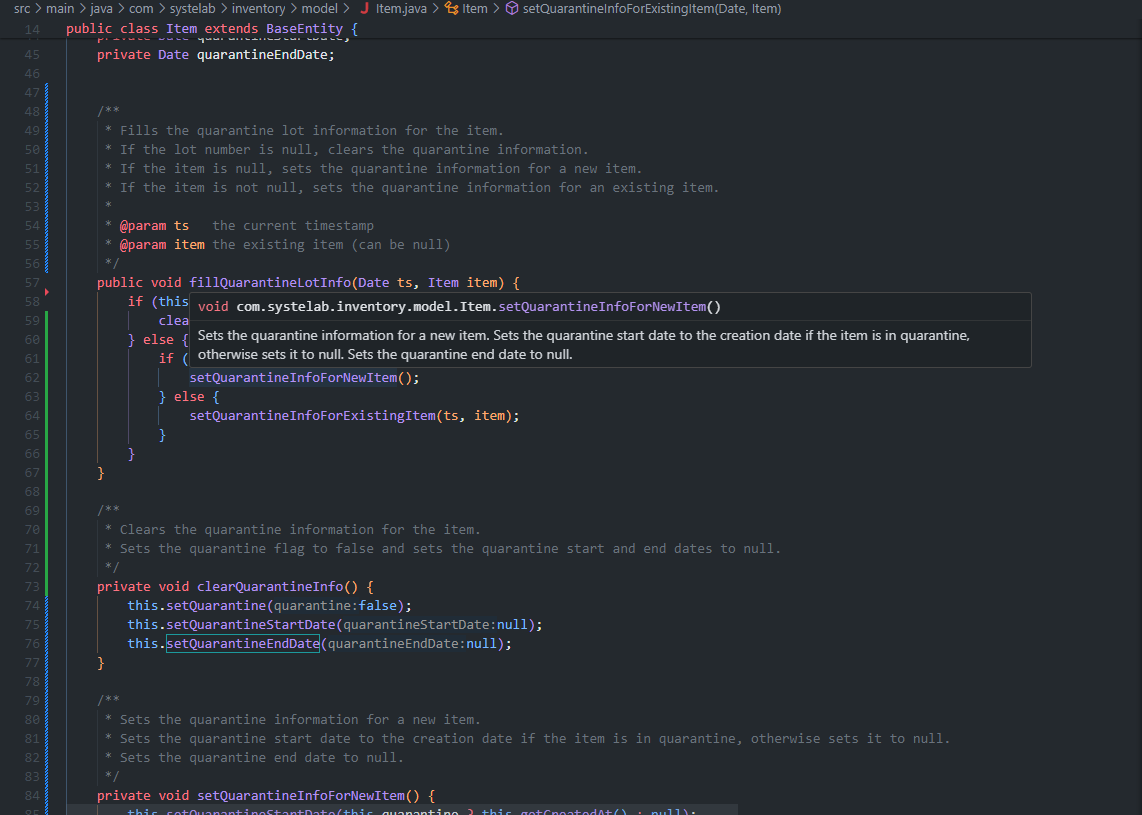 src > main > java > com > systelab > inventory > model > J Item.java > Item > setQuarantineInfoForExistingItem(Date, Item)
14 public class Item extends BaseEntity {
45 private Date quarantineEndDate;
46
47
48 /**
49 * Fills the quarantine lot information for the item.
50 * If the lot number is null, clears the quarantine information.
51 * If the item is null, sets the quarantine information for a new item.
52 * If the item is not null, sets the quarantine information for an existing item.
53 *
54 * @param ts   the current timestamp
55 * @param item the existing item (can be null)
56 */
57 public void fillQuarantineLotInfo(Date ts, Item item) {
58 if (this
void com.systelab.inventory.model.Item.setQuarantineInfoForNewItem()
59 clea
Sets the quarantine information for a new item. Sets the quarantine start date to the creation date if the item is in quarantine,
60 } else {
otherwise sets it to null. Sets the quarantine end date to null.
61 if (
62 setQuarantineInfoForNewItem();
63 } else {
64 setQuarantineInfoForExistingItem(ts, item);
65 }
66 }
67 }
68
69 /**
70 * Clears the quarantine information for the item.
71 * Sets the quarantine flag to false and sets the quarantine start and end dates to null.
72 */
73 private void clearQuarantineInfo() {
74 this.setQuarantine(quarantine:false);
75 this.setQuarantineStartDate(quarantineStartDate:null);
76 this.setQuarantineEndDate(quarantineEndDate:null);
77 }
78
79 /**
80 * Sets the quarantine information for a new item.
81 * Sets the quarantine start date to the creation date if the item is in quarantine, otherwise sets it to null.
82 * Sets the quarantine end date to null.
83 */
84 private void setQuarantineInfoForNewItem() {
85 this.setQuarantineStartDate(this.quarantine ? this.getCreatedAt() : null);